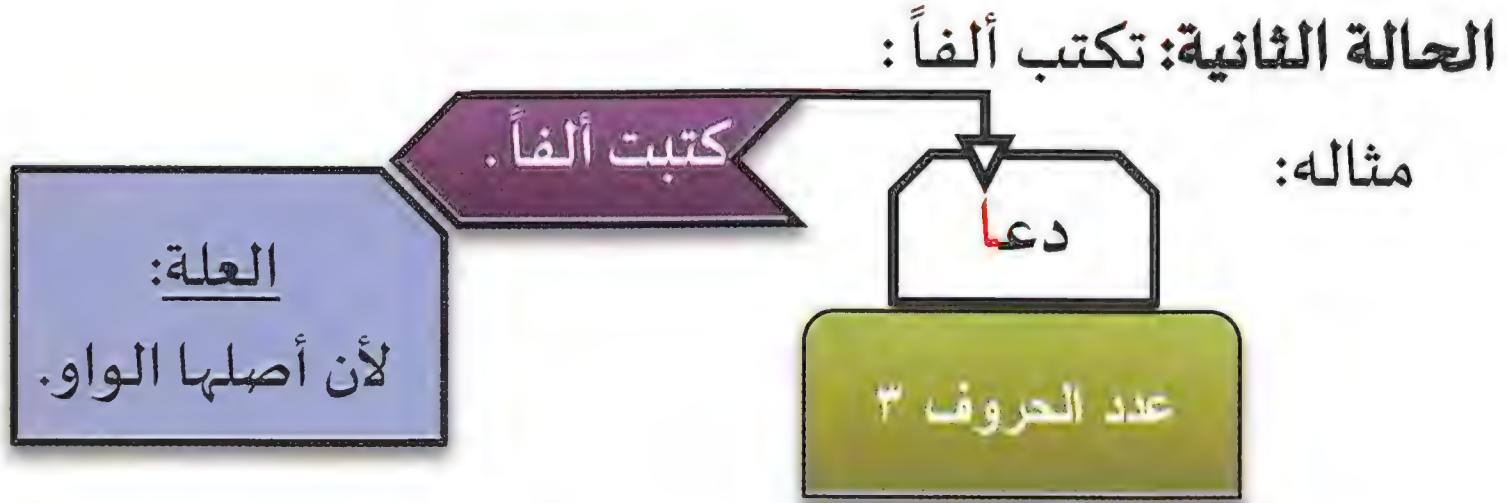 الحالة الثانية: تكتب ألفاً:
مثاله:
دعا
كتبت ألفاً.
عدد الحروف ٣
العلة:
لأن أصلها الواو.